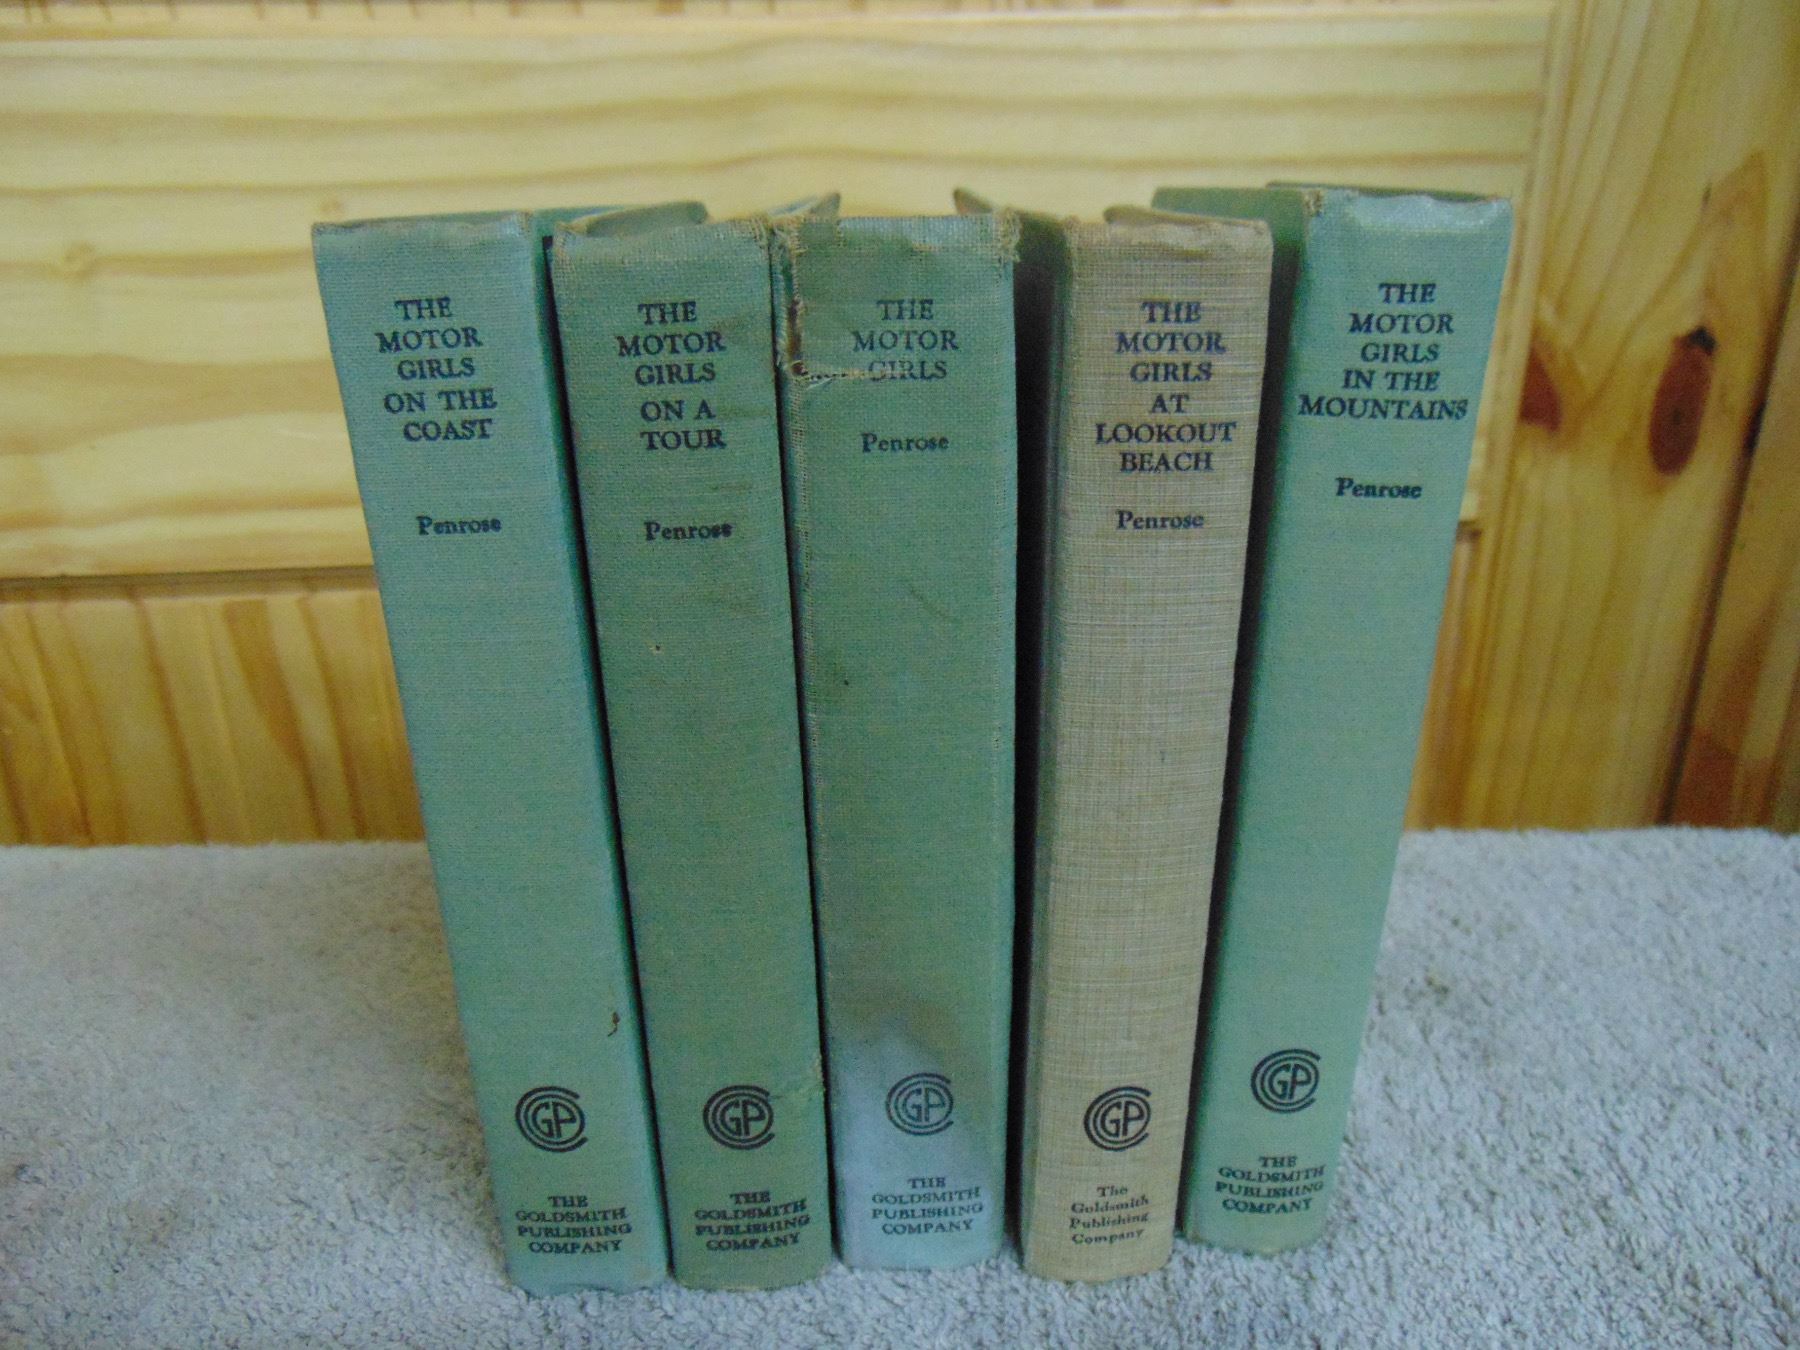 THE
MOTOR
GIRLS
ON THE
COAST
Penrose
GP
THE
GOLDSMITH
PUBLISHING
COMPANY
THE
MOTOR
GIRLS
ON A
TOUR
Penrose
GP
THE
GOLDSMITH
PUBLISHING
COMPANY
THE
MOTOR
GIRLS
Penrose
GP
THE
GOLDSMITH
PUBLISHING
COMPANY
THE
MOTOR
GIRLS
AT
LOOKOUT
BEACH
Penrose
GP
The
Goldsmith
Publishing
Company
THE
MOTOR
GIRLS
IN THE
MOUNTAINS
Penrose
GP
THE
GOLDSMITH
PUBLISHING
COMPANY